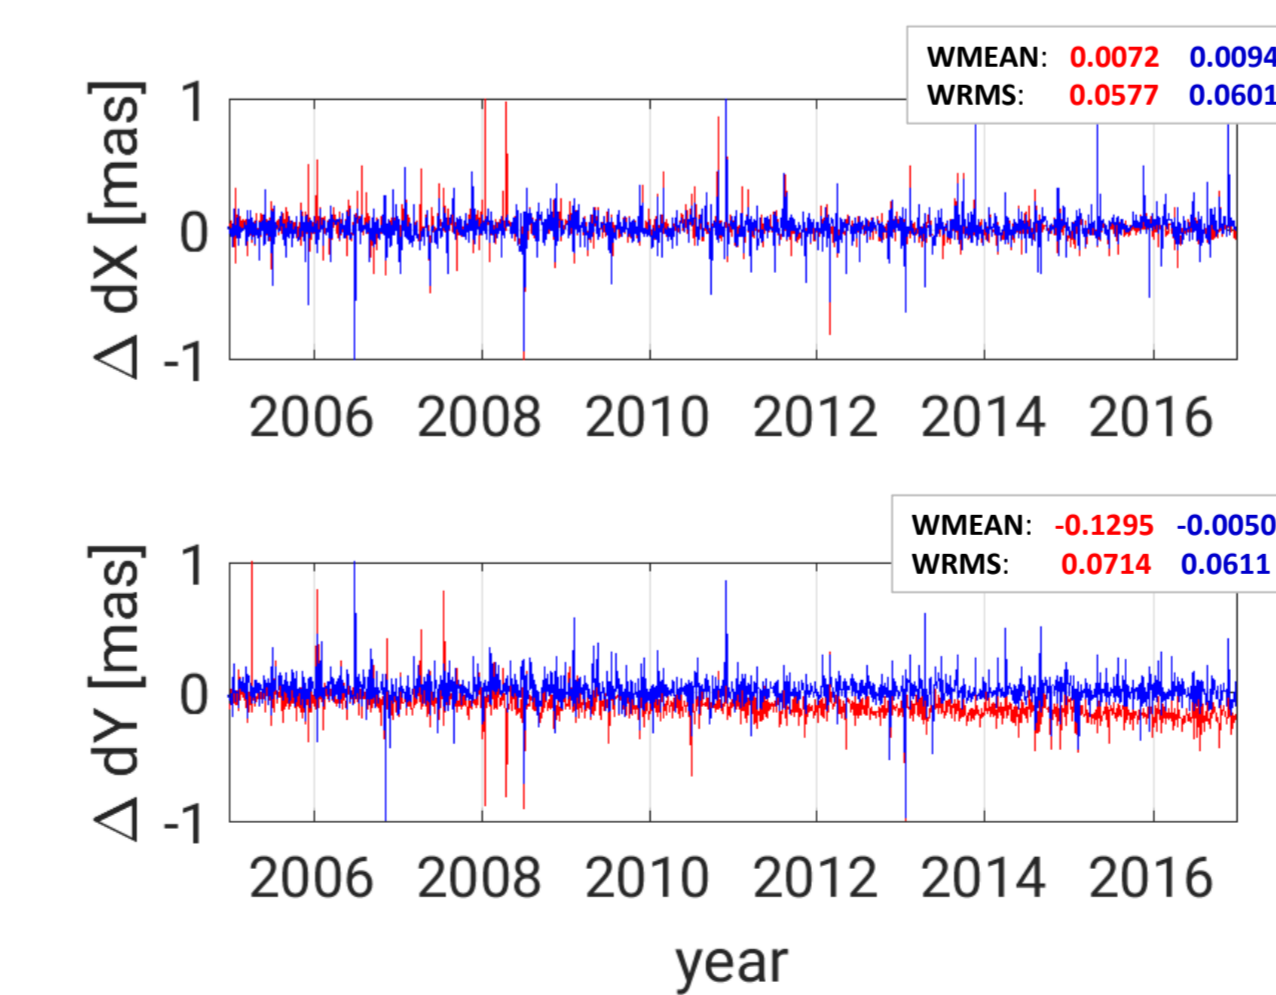 WMEAN: 0.0072 0.0094
WRMS: 0.0577 0.0601
Δ dX [mas]
1
0
-1
2006 2008 2010 2012 2014 2016
WMEAN: -0.1295 -0.0050
WRMS: 0.0714 0.0611
Δ dY [mas]
1
0
-1
2006 2008 2010 2012 2014 2016
year